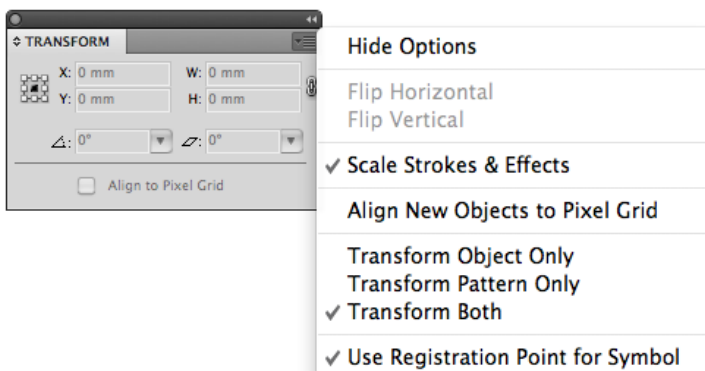 TRANSFORM
X: 0 mm W: 0 mm
Y: 0 mm H: 0 mm
: 0° : 0°
Align to Pixel Grid
Hide Options
Flip Horizontal
Flip Vertical
✓ Scale Strokes & Effects
Align New Objects to Pixel Grid
Transform Object Only
Transform Pattern Only
✓ Transform Both
✓ Use Registration Point for Symbol